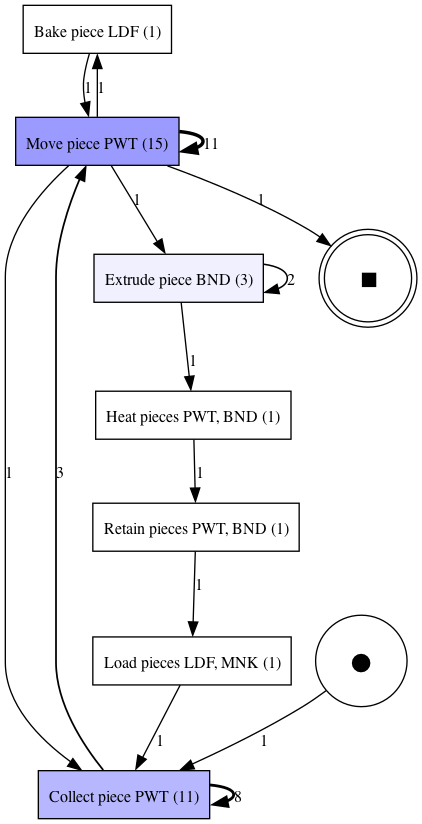 Bake piece LDF (1)
1
1
Move piece PWT (15)
11
1
1
Extrude piece BND (3)
2
1
Heat pieces PWT, BND (1)
1
3
1
Retain pieces PWT, BND (1)
1
Load pieces LDF, MNK (1)
1
1
Collect piece PWT (11)
8